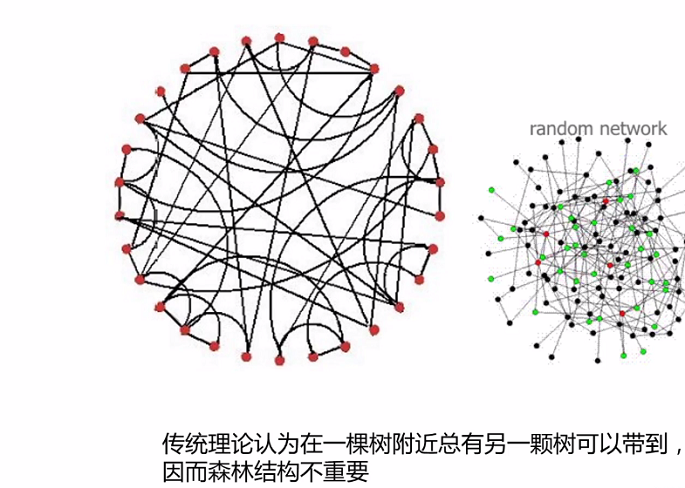 random network
传统理论认为在一棵树附近总有另一颗树可以带到，
因而森林结构不重要